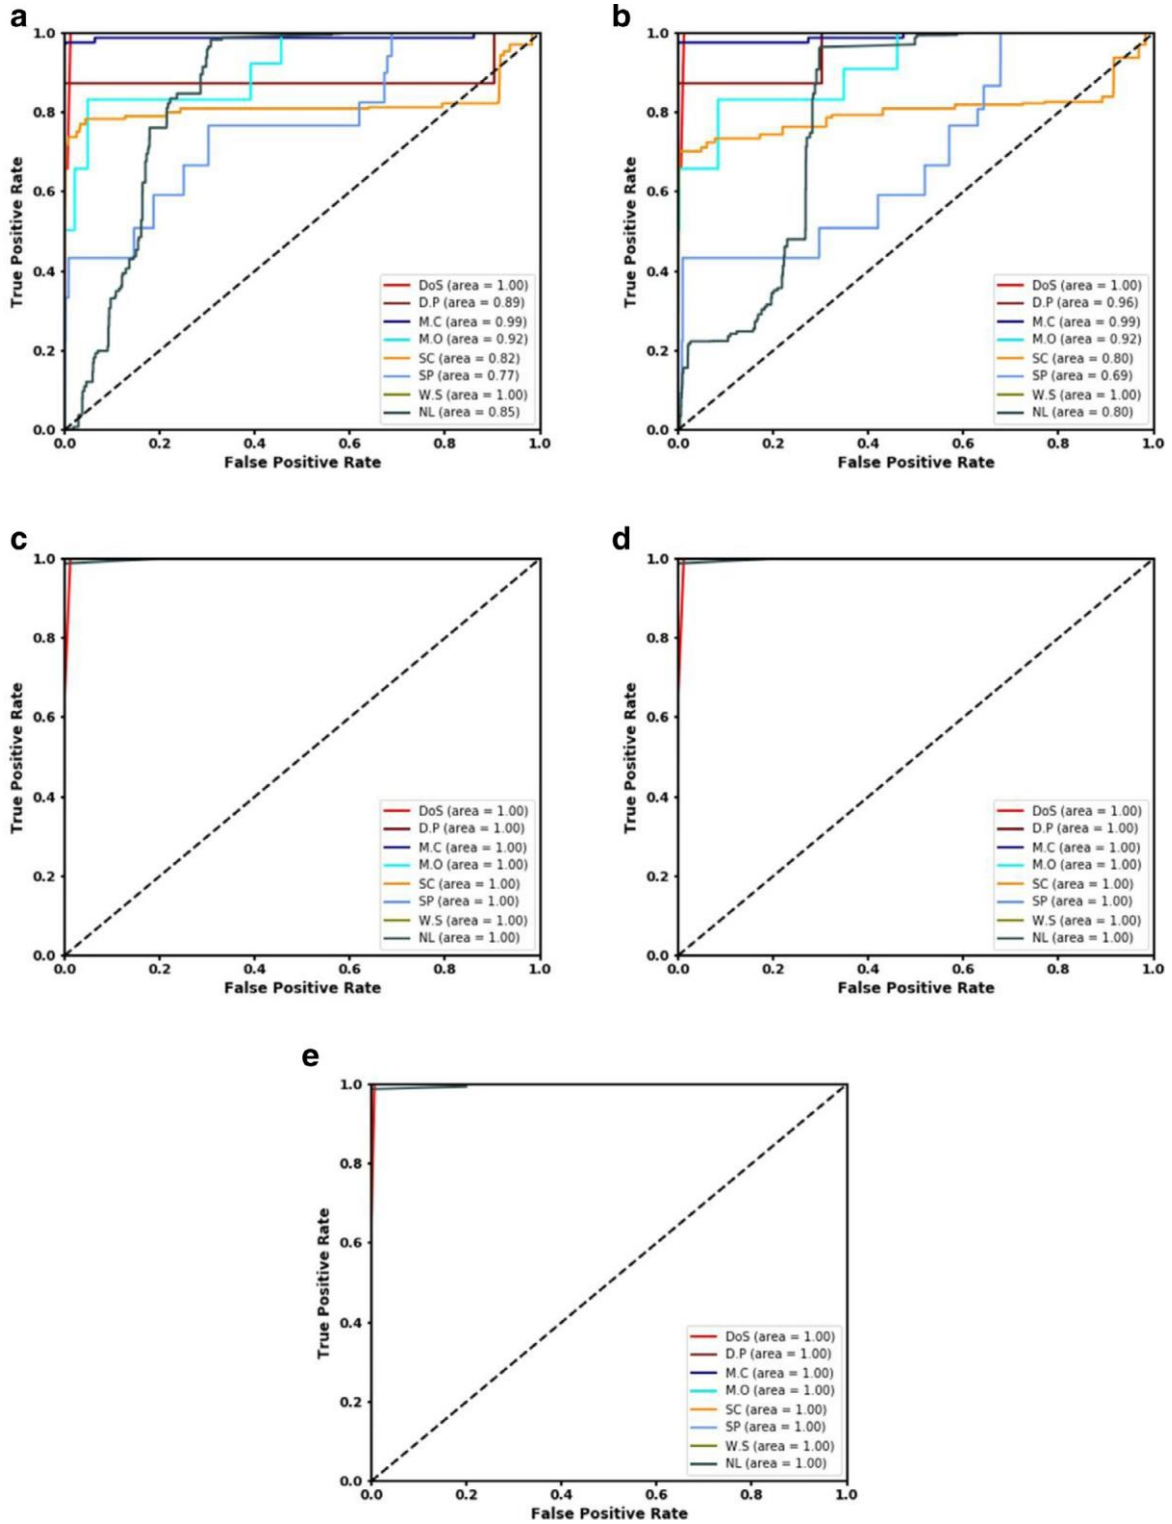 a
1.0
0.8
0.6
0.4
0.2
0.0
True Positive Rate
DoS (area = 1.00)
D.P (area = 0.89)
M.C (area = 0.99)
M.O (area = 0.92)
SC (area = 0.82)
SP (area = 0.77)
W.S (area = 1.00)
NL (area = 0.85)
0.0 0.2 0.4 0.6 0.8 1.0
False Positive Rate
b
1.0
0.8
0.6
0.4
0.2
0.0
True Positive Rate
DoS (area = 1.00)
D.P (area = 0.96)
M.C (area = 0.99)
M.O (area = 0.92)
SC (area = 0.80)
SP (area = 0.69)
W.S (area = 1.00)
NL (area = 0.80)
0.0 0.2 0.4 0.6 0.8 1.0
False Positive Rate
c
1.0
0.8
0.6
0.4
0.2
0.0
True Positive Rate
DoS (area = 1.00)
D.P (area = 1.00)
M.C (area = 1.00)
M.O (area = 1.00)
SC (area = 1.00)
SP (area = 1.00)
W.S (area = 1.00)
NL (area = 1.00)
0.0 0.2 0.4 0.6 0.8 1.0
False Positive Rate
d
1.0
0.8
0.6
0.4
0.2
0.0
True Positive Rate
DoS (area = 1.00)
D.P (area = 1.00)
M.C (area = 1.00)
M.O (area = 1.00)
SC (area = 1.00)
SP (area = 1.00)
W.S (area = 1.00)
NL (area = 1.00)
0.0 0.2 0.4 0.6 0.8 1.0
False Positive Rate
e
1.0
0.8
0.6
0.4
0.2
0.0
True Positive Rate
DoS (area = 1.00)
D.P (area = 1.00)
M.C (area = 1.00)
M.O (area = 1.00)
SC (area = 1.00)
SP (area = 1.00)
W.S (area = 1.00)
NL (area = 1.00)
0.0 0.2 0.4 0.6 0.8 1.0
False Positive Rate